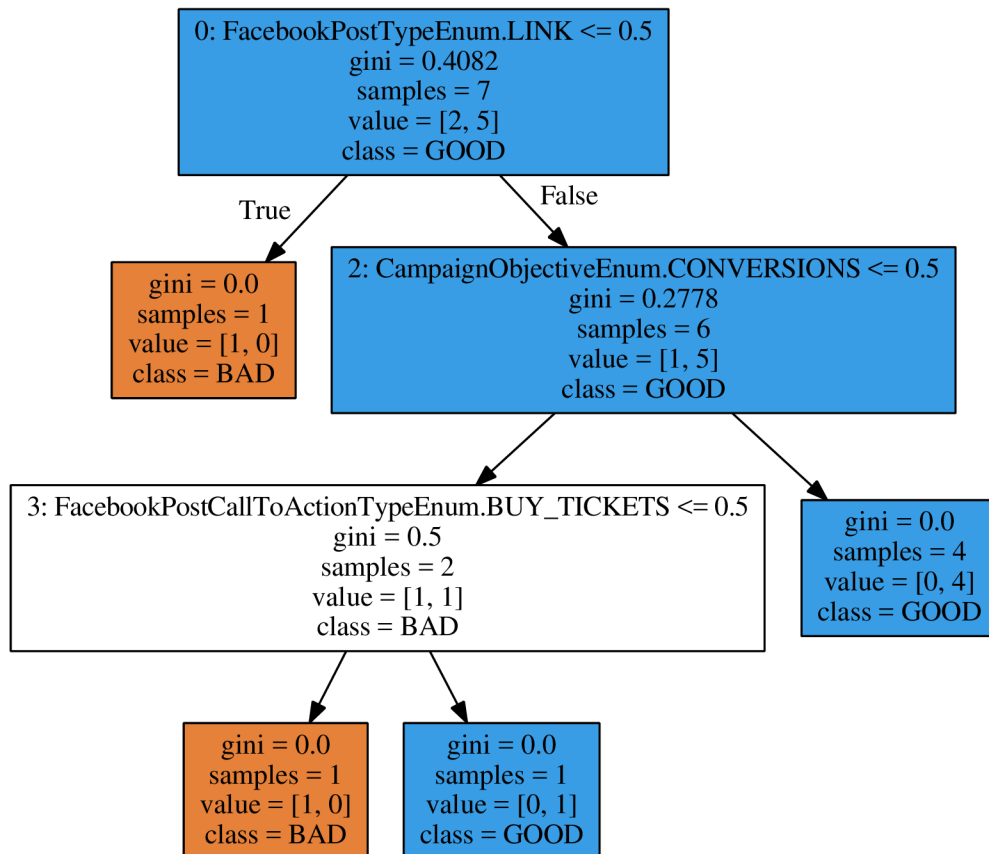 0: FacebookPostTypeEnum.LINK <= 0.5
gini = 0.4082
samples = 7
value = [2, 5]
class = GOOD
True
False
gini = 0.0
samples = 1
value = [1, 0]
class = BAD
2: CampaignObjectiveEnum.CONVERSIONS <= 0.5
gini = 0.2778
samples = 6
value = [1, 5]
class = GOOD
3: FacebookPostCallToActionTypeEnum.BUY_TICKETS <= 0.5
gini = 0.5
samples = 2
value = [1, 1]
class = BAD
gini = 0.0
samples = 4
value = [0, 4]
class = GOOD
gini = 0.0
samples = 1
value = [1, 0]
class = BAD
gini = 0.0
samples = 1
value = [0, 1]
class = GOOD